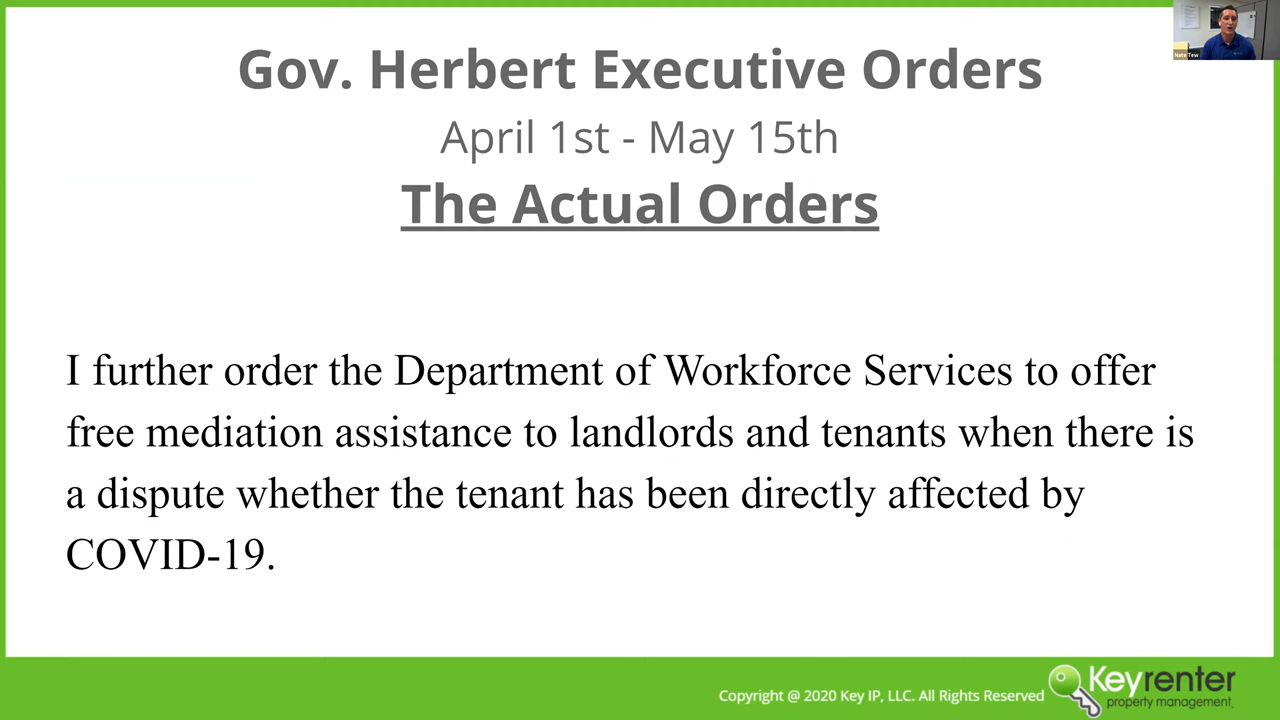 Gov. Herbert Executive Orders
April 1st - May 15th
The Actual Orders
I further order the Department of Workforce Services to offer
free mediation assistance to landlords and tenants when there is
a dispute whether the tenant has been directly affected by
COVID-19.
Nate Tew
Copyright @ 2020 Key IP, LLC. All Rights Reserved
Keyrenter
property management